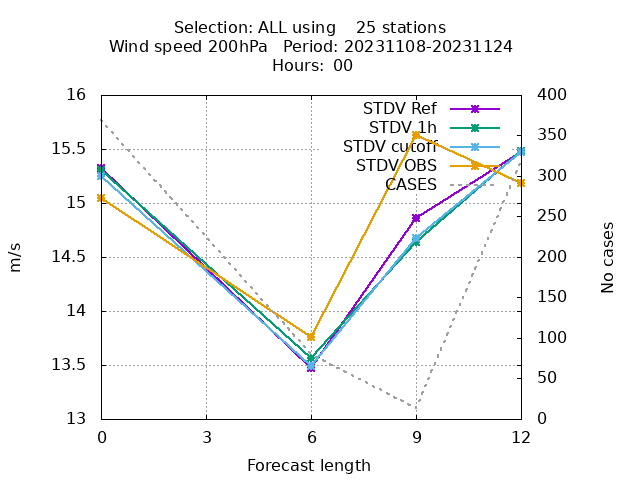 Selection: ALL using    25 stations
Wind speed 200hPa   Period: 20231108-20231124
Hours:  00
16
15.5
15
14.5
14
13.5
13
400
350
300
250
200
150
100
50
0
STDV Ref
STDV 1h
STDV cutoff
STDV OBS
CASES
m/s
No cases
0
3
6
9
12
Forecast length